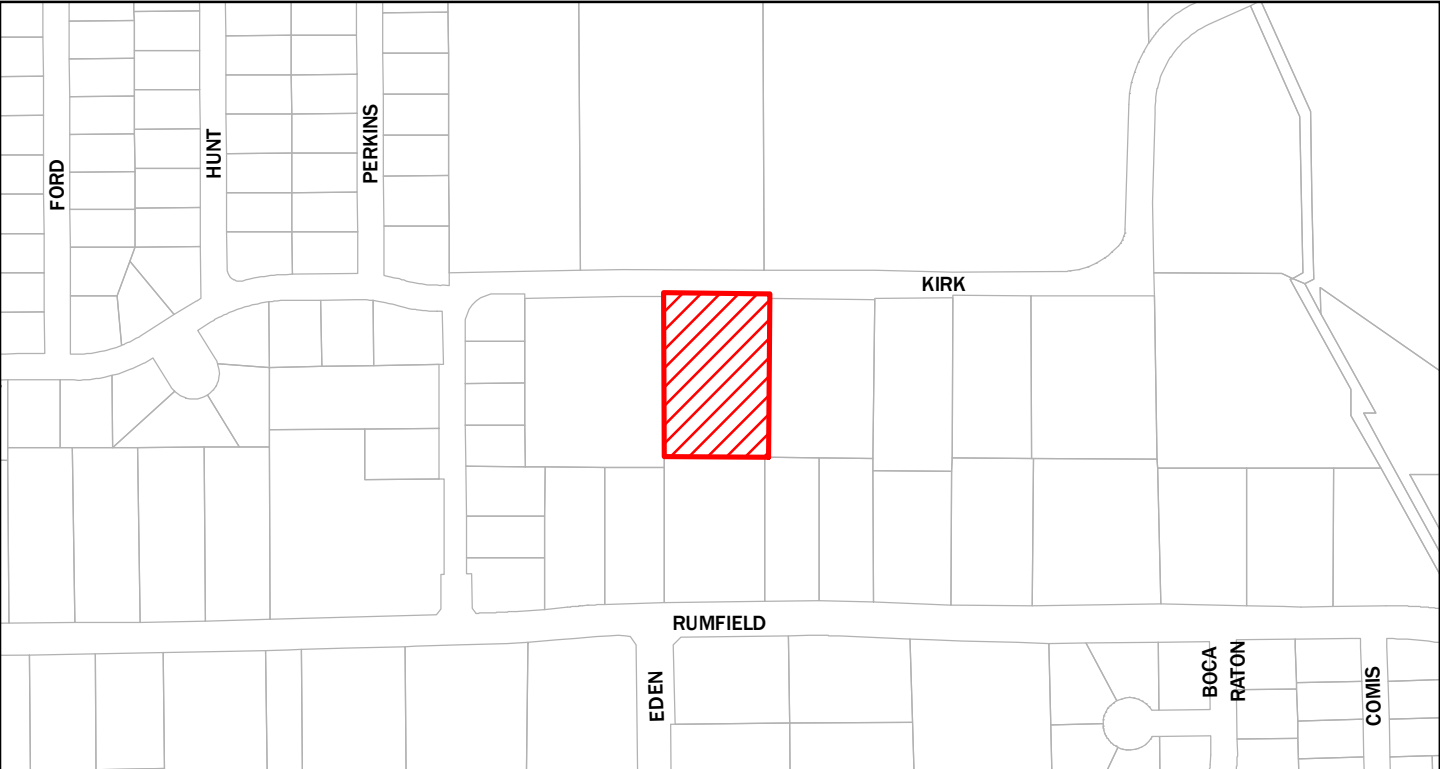 FORD
HUNT
PERKINS
KIRK
RUMFIELD
EDEN
BOCA
RATON
COMIS